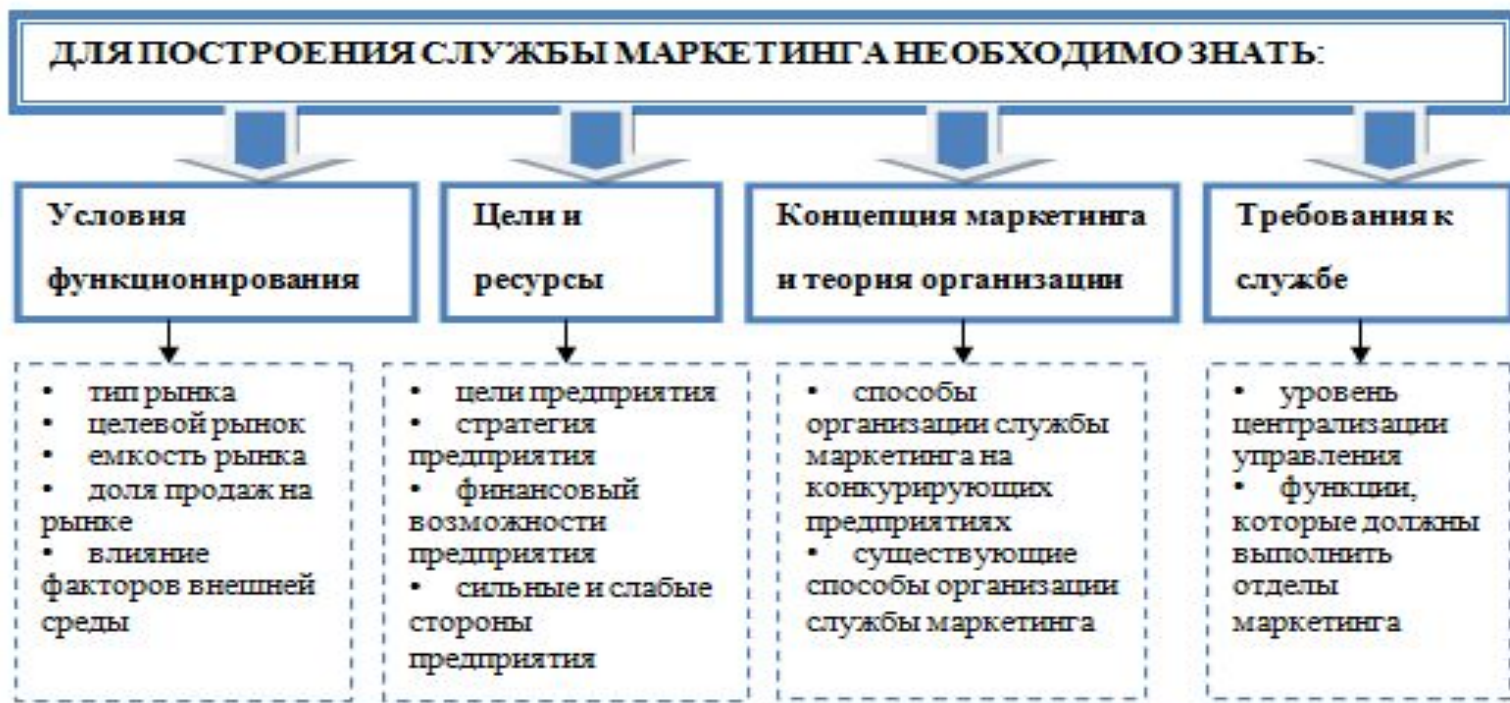 ДЛЯ ПОСТРОЕНИЯ СЛУЖБЫ МАРКЕТИНГА НЕОБХОДИМО ЗНАТЬ:
Условия
функционирования
Цели и
ресурсы
Концепция маркетинга
и теория организации
Требования к
службе
• тип рынка
• целевой рынок
• емкость рынка
• доля продаж на
рынке
• влияние
факторов внешней
среды
• цели предприятия
• стратегия
предприятия
• финансовый
возможности
предприятия
• сильные и слабые
стороны
предприятия
• способы
организации службы
маркетинга на
конкурирующих
предприятиях
• существующие
способы организации
службы маркетинга
• уровень
централизации
управления
• функции,
которые должны
выполнить
отделы
маркетинга